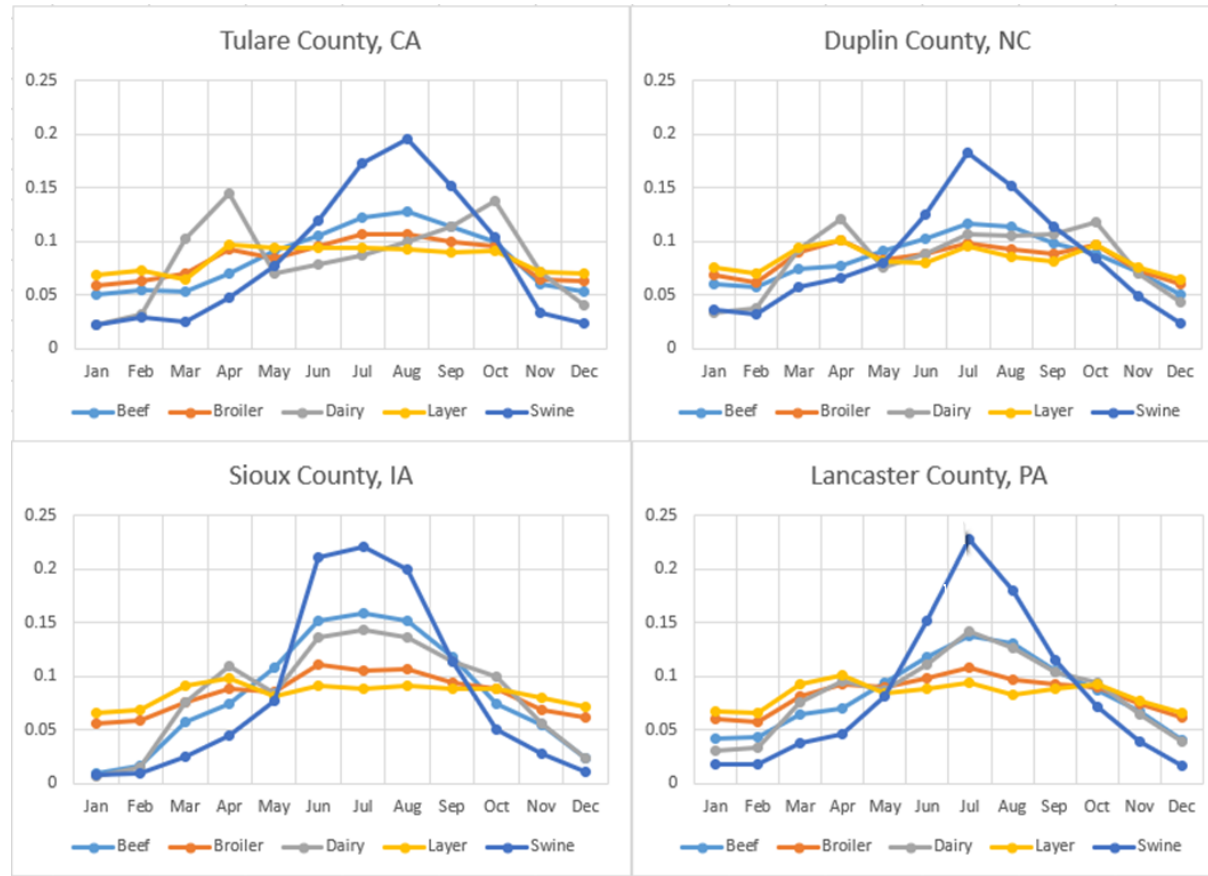 Tulare County, CA
0.25
0.2
0.15
0.1
0.05
0
Jan Feb Mar Apr May Jun Jul Aug Sep Oct Nov Dec
Beef Broiler Dairy Layer Swine
Duplin County, NC
0.25
0.2
0.15
0.1
0.05
0
Jan Feb Mar Apr May Jun Jul Aug Sep Oct Nov Dec
Beef Broiler Dairy Layer Swine
Sioux County, IA
0.25
0.2
0.15
0.1
0.05
0
Jan Feb Mar Apr May Jun Jul Aug Sep Oct Nov Dec
Beef Broiler Dairy Layer Swine
Lancaster County, PA
0.25
0.2
0.15
0.1
0.05
0
Jan Feb Mar Apr May Jun Jul Aug Sep Oct Nov Dec
Beef Broiler Dairy Layer Swine